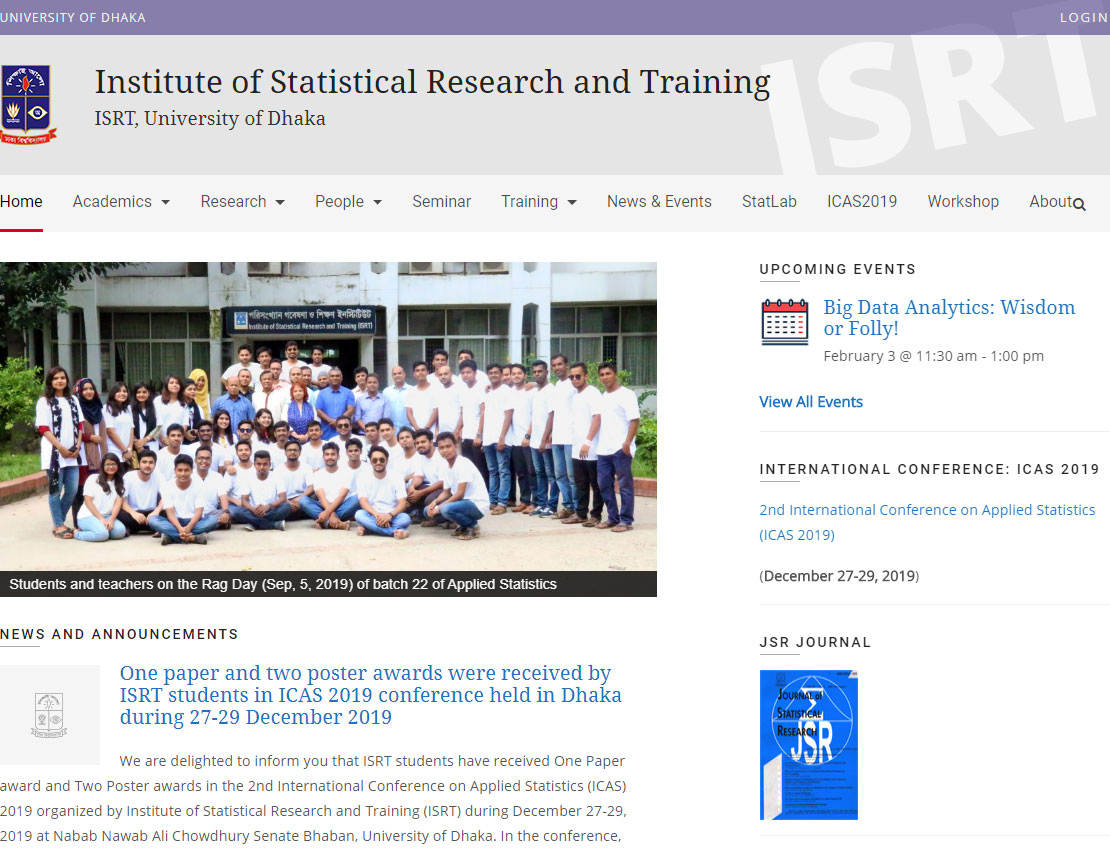 UNIVERSITY OF DHAKA
LOGIN
ISRT
Institute of Statistical Research and Training
ISRT, University of Dhaka
শিক্ষাই আলো
ঢাকা বিশ্ববিদ্যালয়
Home Academics Research People Seminar Training News & Events StatLab ICAS2019 Workshop About
পরিসংখ্যান গবেষণা ও শিক্ষণ ইনস্টিটিউট
Institute of Statistical Research and Training (ISRT)
Students and teachers on the Rag Day (Sep, 5, 2019) of batch 22 of Applied Statistics
NEWS AND ANNOUNCEMENTS
One paper and two poster awards were received by
ISRT students in ICAS 2019 conference held in Dhaka
during 27-29 December 2019
We are delighted to inform you that ISRT students have received One Paper
award and Two Poster awards in the 2nd International Conference on Applied Statistics (ICAS)
2019 organized by Institute of Statistical Research and Training (ISRT) during December 27-29,
2019 at Nabab Nawab Ali Chowdhury Senate Bhaban, University of Dhaka. In the conference,
UPCOMING EVENTS
Big Data Analytics: Wisdom
or Folly!
February 3 @ 11:30 am - 1:00 pm
View All Events
INTERNATIONAL CONFERENCE: ICAS 2019
2nd International Conference on Applied Statistics
(ICAS 2019)
(December 27-29, 2019)
JSR JOURNAL
JOURNAL of
STATISTICAL
RESEARCH
JSR